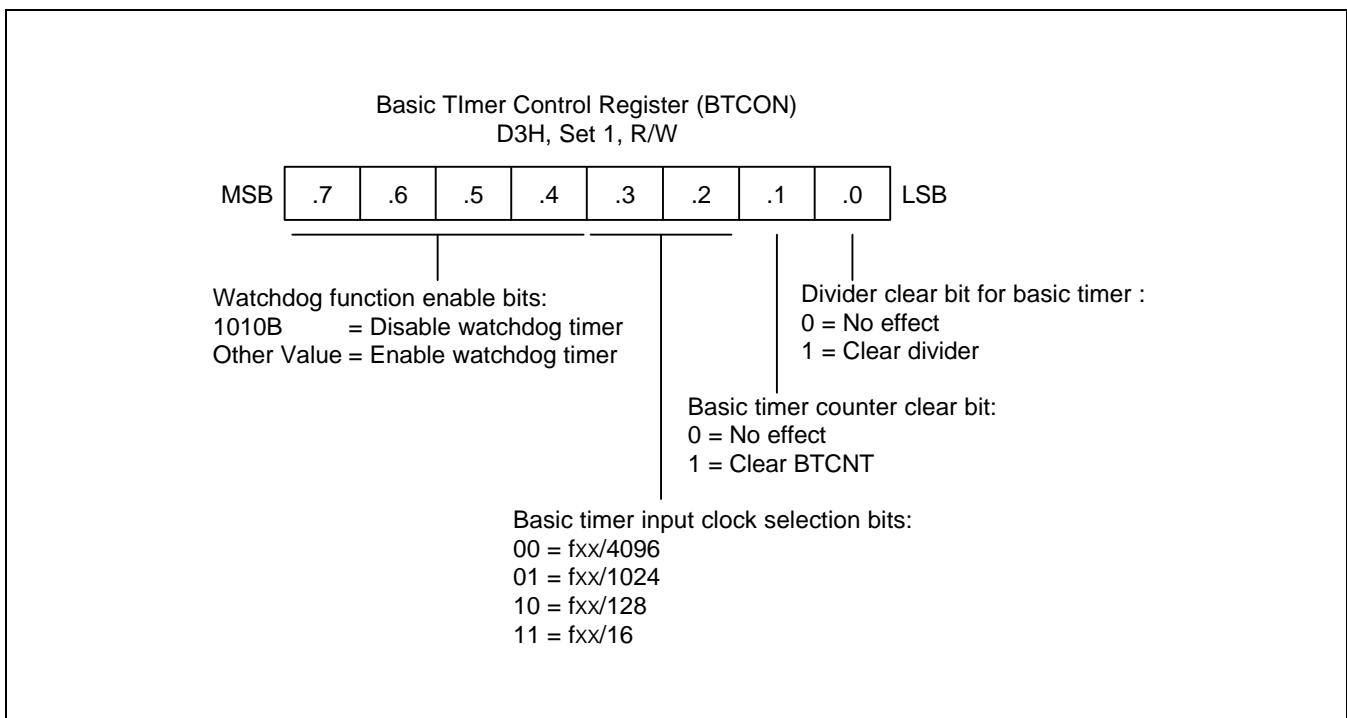 Basic TImer Control Register (BTCON)
D3H, Set 1, R/W
MSB .7 .6 .5 .4 .3 .2 .1 .0 LSB
Watchdog function enable bits:
1010B = Disable watchdog timer
Other Value = Enable watchdog timer
Divider clear bit for basic timer :
0 = No effect
1 = Clear divider
Basic timer counter clear bit:
0 = No effect
1 = Clear BTCNT
Basic timer input clock selection bits:
00 = fxx/4096
01 = fxx/1024
10 = fxx/128
11 = fxx/16